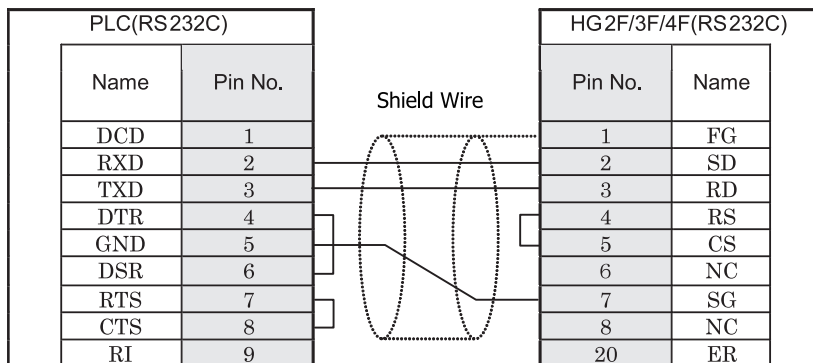 PLC(RS232C) HG2F/3F/4F(RS232C)
Name Pin No. Pin No. Name
Shield Wire
DCD 1 1 FG
RXD 2 2 SD
TXD 3 3 RD
DTR 4 4 RS
GND 5 5 CS
DSR 6 6 NC
RTS 7 7 SG
CTS 8 8 NC
RI 9 20 ER